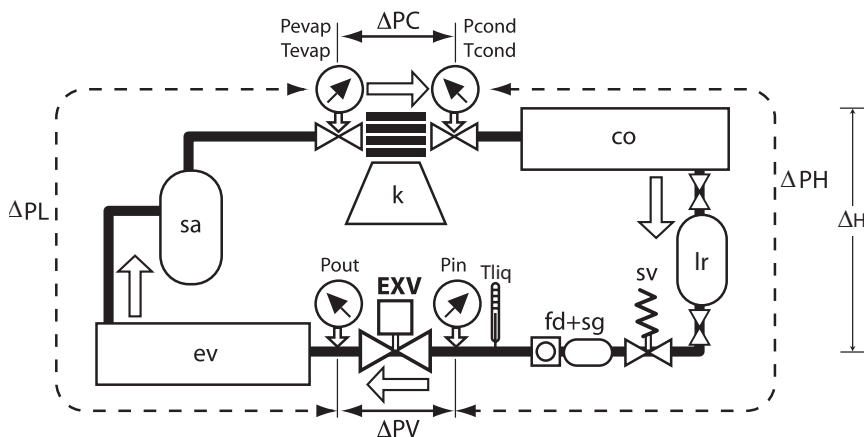 Pevap
Tevap
ΔPC
Pcond
Tcond
co
k
sa
ΔPL
ΔPH
ΔH
lr
Pout
EXV
Pin
Tliq
sv
fd+sg
ev
ΔPV